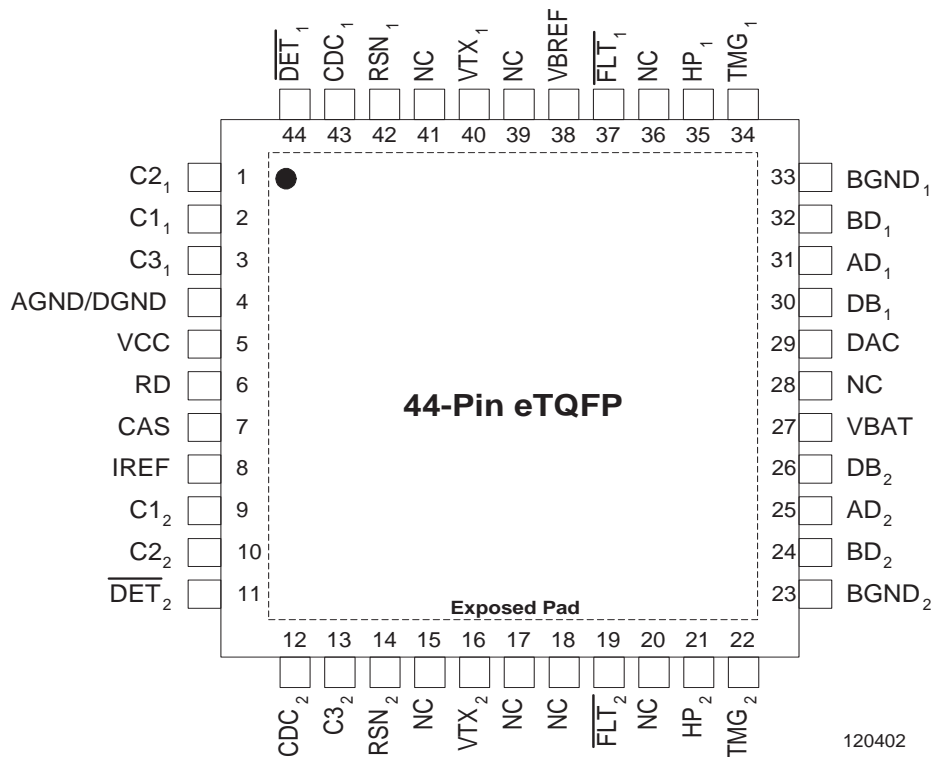 DET₁ CDC₁ RSN₁ NC VTX₁ NC VBREF FLT₁ NC HP₁ TMG₁
44 43 42 41 40 39 38 37 36 35 34
C2₁ 1 33 BGND₁
C1₁ 2 32 BD₁
C3₁ 3 31 AD₁
AGND/DGND 4 30 DB₁
VCC 5 29 DAC
RD 6 28 NC
44-Pin eTQFP
CAS 7 27 VBAT
IREF 8 26 DB₂
C1₂ 9 25 AD₂
C2₂ 10 24 BD₂
DET₂ 11 23 BGND₂
Exposed Pad
12 13 14 15 16 17 18 19 20 21 22
CDC₂ C3₂ RSN₂ NC VTX₂ NC NC FLT₂ NC HP₂ TMG₂
120402